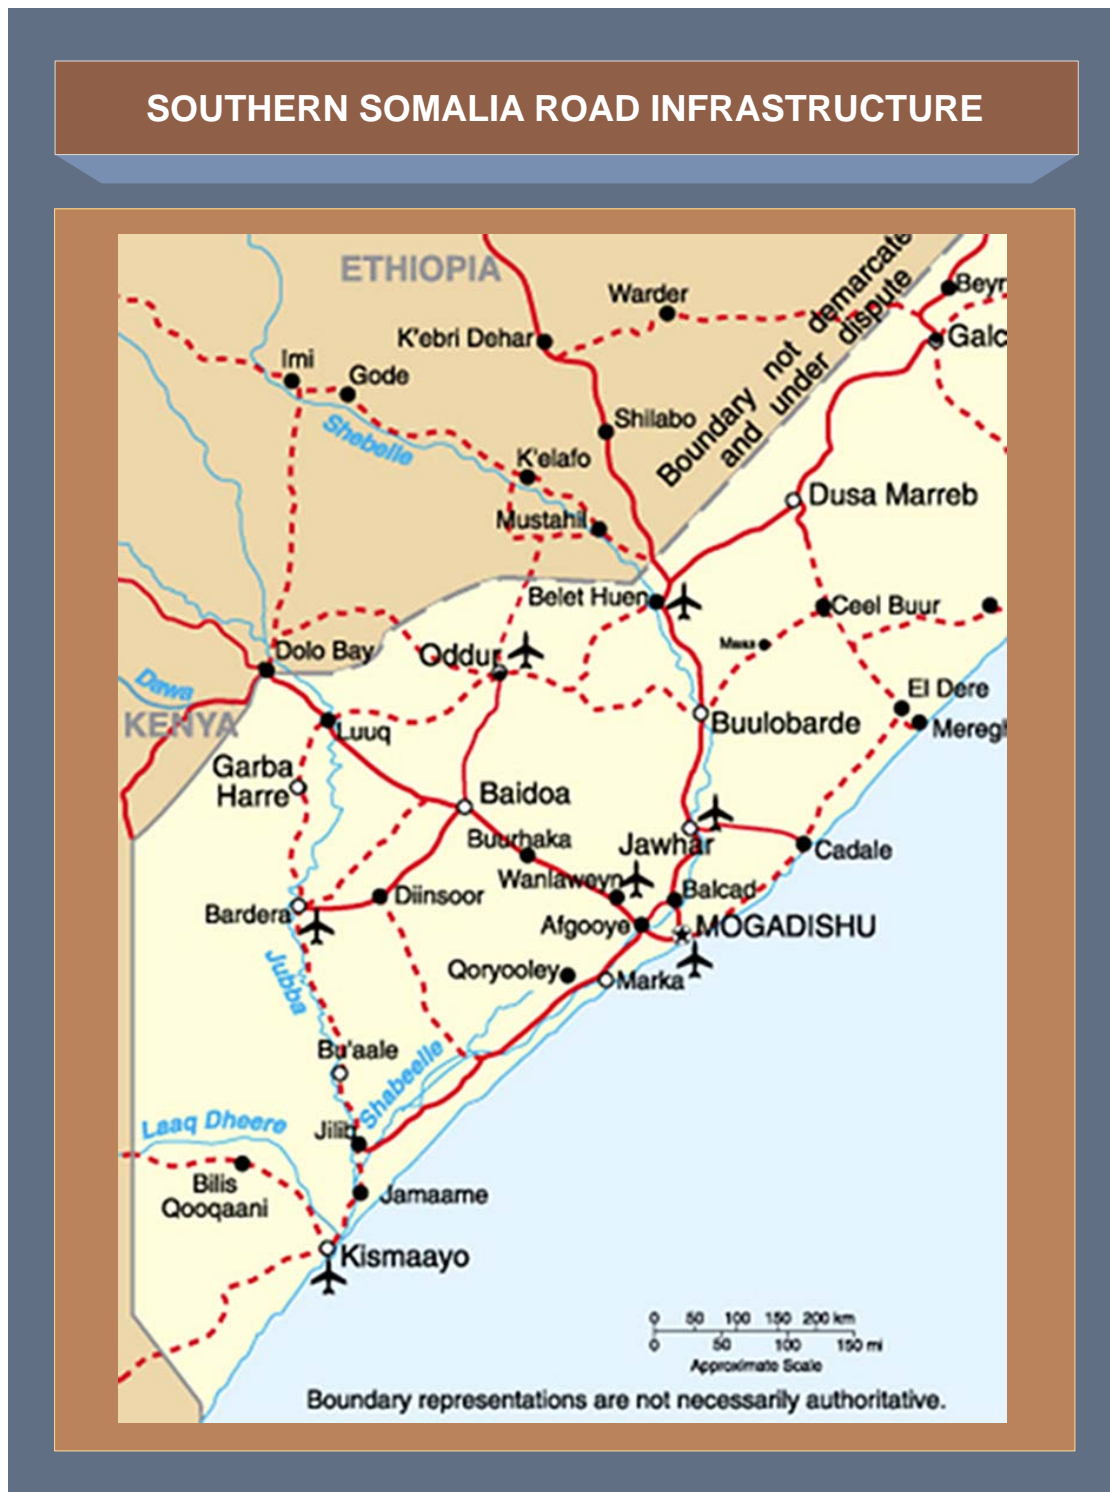 SOUTHERN SOMALIA ROAD INFRASTRUCTURE
ETHIOPIA
Warder
Boundary not demarcate
and under dispute
Beyr
K'ebri Dehar
Galc
Imi
Gode
Shilabo
Shebelle
K'elafo
Dusa Marreb
Mustahil
Belet Huen
Ceel Buur
Dolo Bay
Oddur
Dawa
El Dere
KENYA
Luuq
Buulobarde
Meregh
Garba
Harre
Baidoa
Buurhaka
Jawhar
Cadale
Wanlaweyn
Balcad
Diinsoor
Bardera
Afgooye
MOGADISHU
Qoryooley
Marka
Jubba
Bu'aale
Shabeelle
Laaq Dheere
Jilib
Bilis
Qooqaani
Jamaame
Kismaayo
0 50 100 150 200 km
0 50 100 150 mi
Approximate Scale
Boundary representations are not necessarily authoritative.